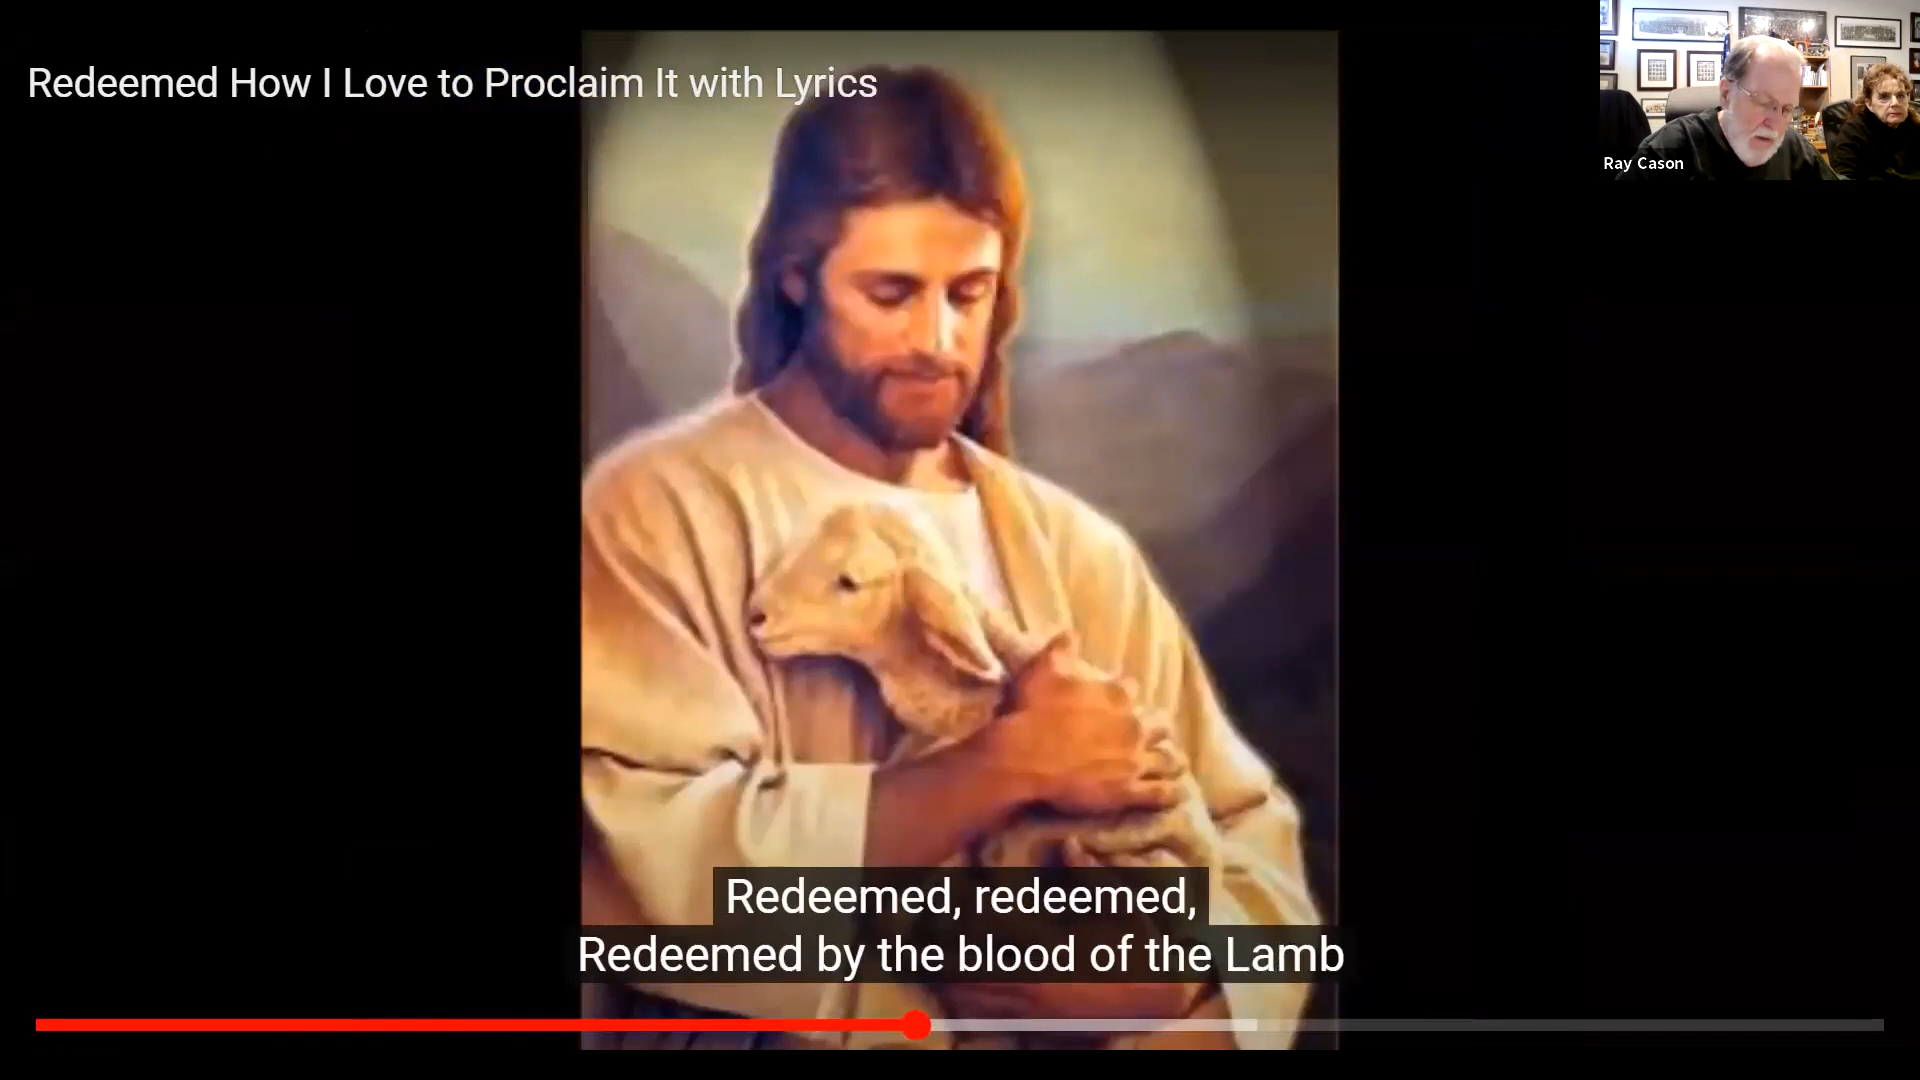 Redeemed How I Love to Proclaim It with Lyrics
Ray Cason
Redeemed, redeemed,
Redeemed by the blood of the Lamb